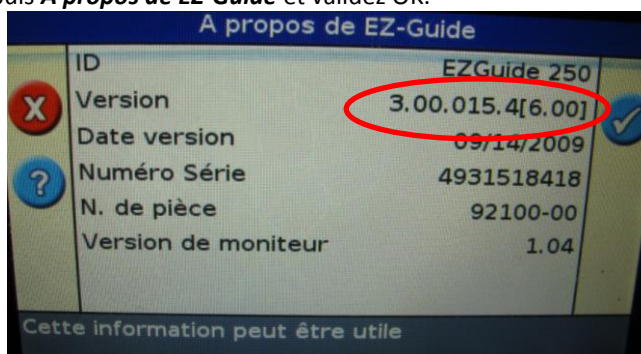 puis A propos de EZ-Guide et validez OK.
A propos de EZ-Guide
ID EZGuide 250
Version 3.00.015.4[6.00]
Date version 09/14/2009
Numéro Série 4931518418
N. de pièce 92100-00
Version de moniteur 1.04
Cette information peut être utile